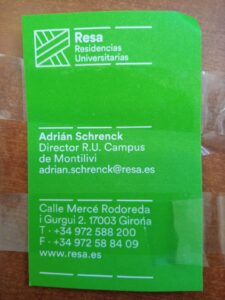 Resa
Residencias
Universitarias
Adrián Schrenck
Director R.U. Campus
de Montilivi
adrian.schrenck@resa.es
Calle Mercé Rodoreda
i Gurgui 2. 17003 Girona
T · +34 972 588 200
F · +34 972 58 84 09
www.resa.es